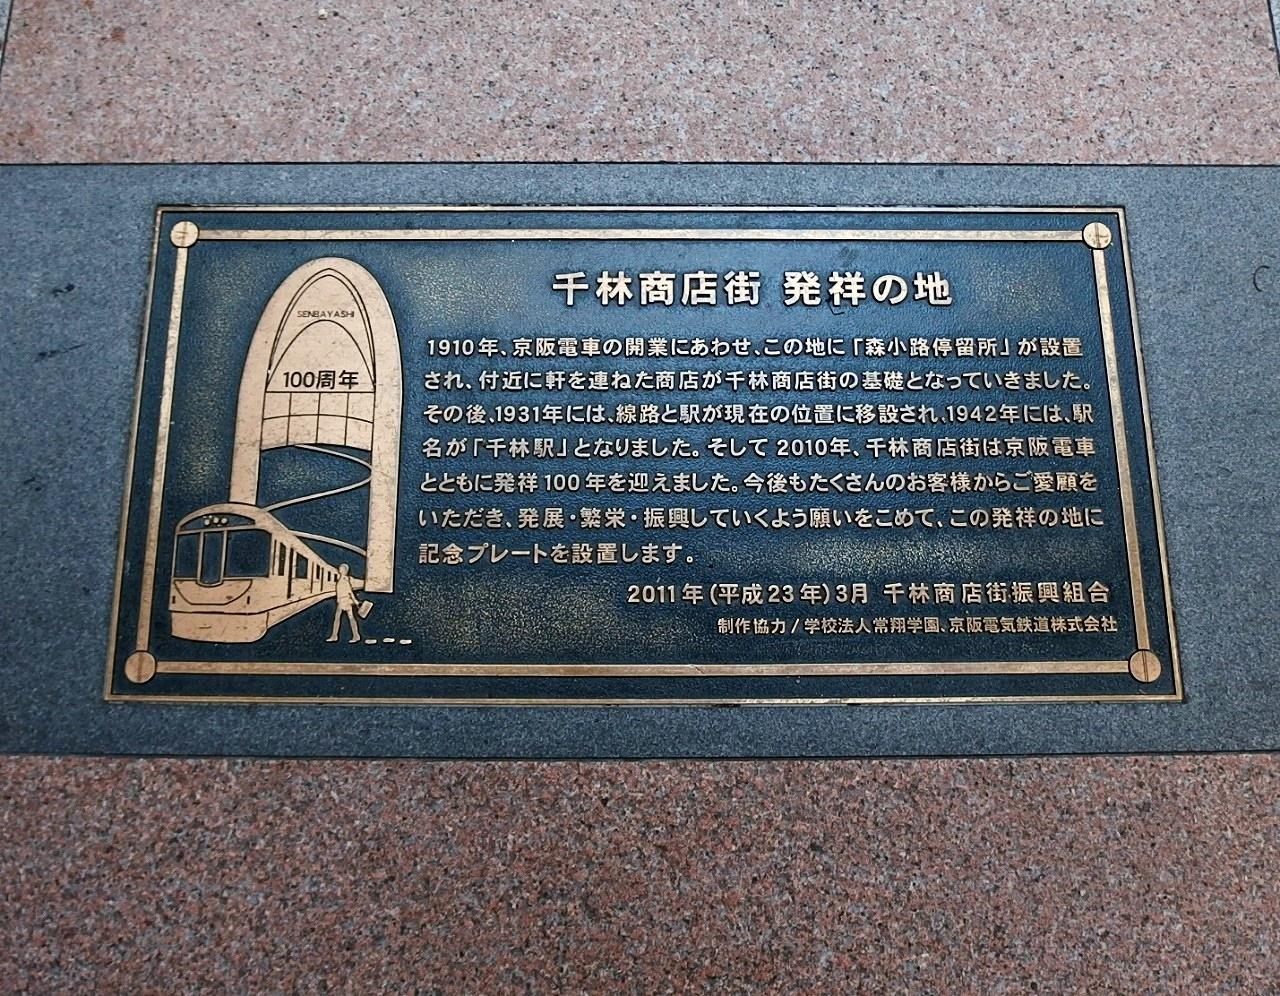 千林商店街 発祥の地
SENBAYASHI
100周年
1910年、京阪電車の開業にあわせ、この地に「森小路停留所」が設置
され、付近に軒を連ねた商店が千林商店街の基礎となっていきました。
その後、1931年には、線路と駅が現在の位置に移設され、1942年には、駅
名が「千林駅」となりました。そして2010年、千林商店街は京阪電車
とともに発祥100年を迎えました。今後もたくさんのお客様からご愛顧を
いただき、発展・繁栄・振興していくよう願いをこめて、この発祥の地に
記念プレートを設置します。
2011年(平成23年)3月 千林商店街振興組合
制作協力/学校法人常翔学園、京阪電気鉄道株式会社